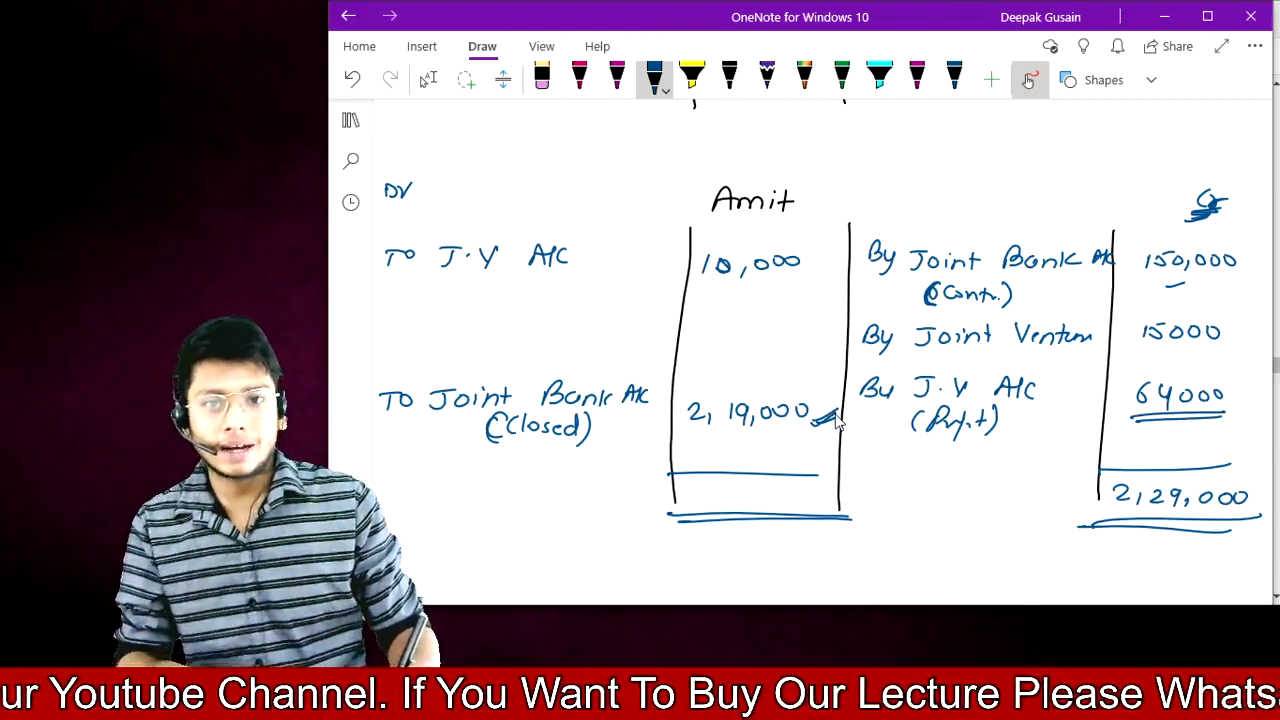 OneNote for Windows 10
Deepak Gusain
Home Insert Draw View Help Share
Shapes
Dr
Amit
Cr
To J.V A/C 10,000
By Joint Bank A/C 150,000
(Contr.)
By Joint Venture 15000
To Joint Bank A/C 2,19,000
(Closed)
By J.V A/C 64000
(Profit)
2,29,000
ur Youtube Channel. If You Want To Buy Our Lecture Please Whats